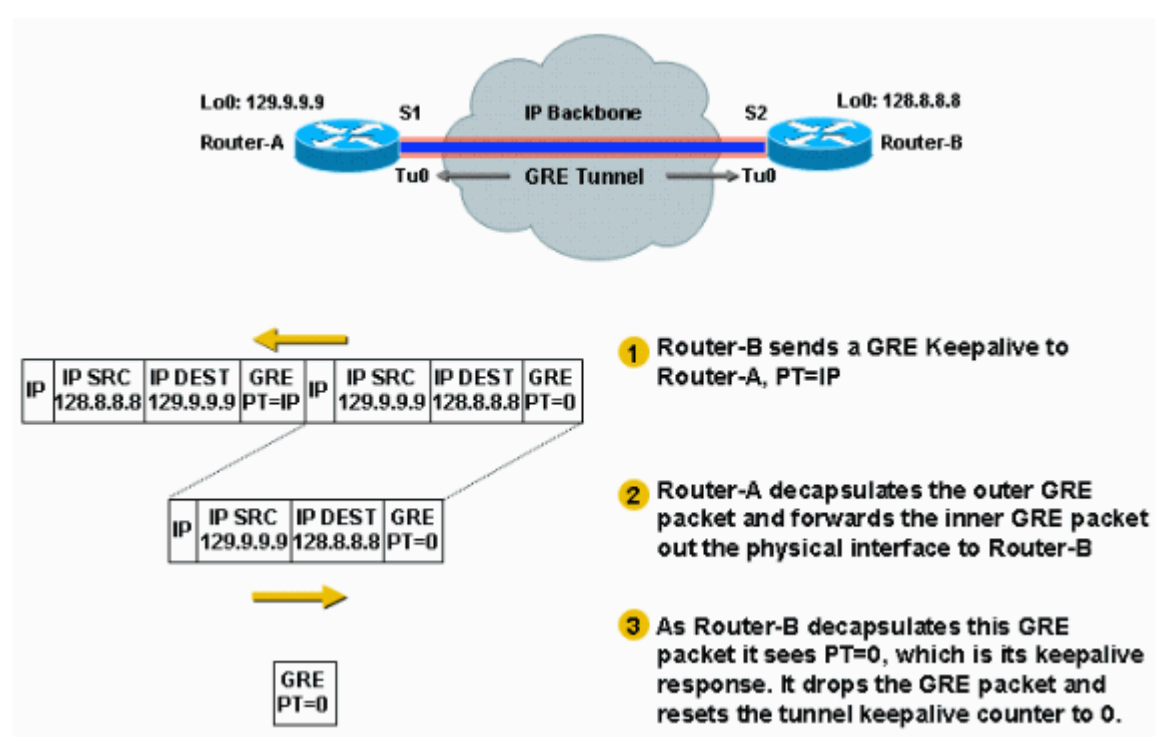 Lo0: 129.9.9.9
Router-A
S1
IP Backbone
S2
Lo0: 128.8.8.8
Router-B
Tu0
GRE Tunnel
Tu0
IP
IP SRC
128.8.8.8
IP DEST
129.9.9.9
GRE
PT=IP
IP
IP SRC
129.9.9.9
IP DEST
128.8.8.8
GRE
PT=0
1
Router-B sends a GRE Keepalive to
Router-A, PT=IP
IP
IP SRC
129.9.9.9
IP DEST
128.8.8.8
GRE
PT=0
2
Router-A decapsulates the outer GRE
packet and forwards the inner GRE packet
out the physical interface to Router-B
GRE
PT=0
3
As Router-B decapsulates this GRE
packet it sees PT=0, which is its keepalive
response. It drops the GRE packet and
resets the tunnel keepalive counter to 0.